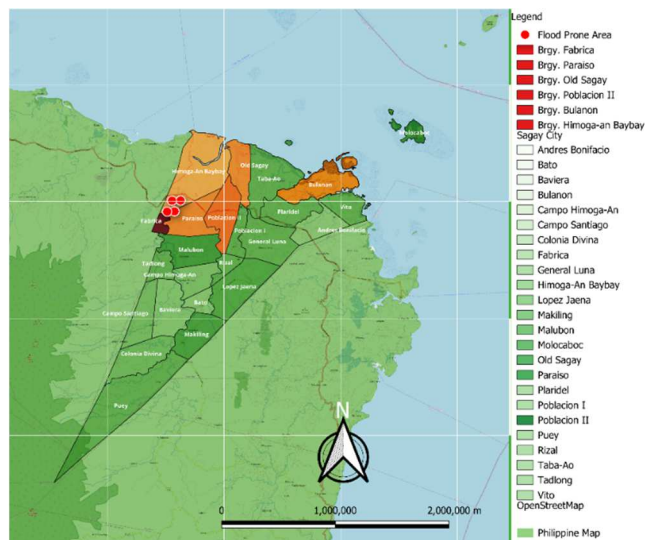 Legend
Flood Prone Area
Brgy. Fabrica
Brgy. Paraiso
Brgy. Old Sagay
Brgy. Poblacion II
Brgy. Bulanon
Brgy. Himoga-an Baybay
Sagay City
Andres Bonifacio
Bato
Baviera
Bulanon
Campo Himoga-An
Campo Santiago
Colonia Divina
Fabrica
General Luna
Himoga-An Baybay
Lopez Jaena
Makiling
Malubon
Molocaboc
Old Sagay
Paraiso
Plaridel
Poblacion I
Poblacion II
Puey
Rizal
Taba-Ao
Tadlong
Vito
OpenStreetMap
Philippine Map
Molocaboc
Himoga-An Baybay
Old Sagay
Taba-Ao
Bulanon
Vito
Plaridel
Fabrica
Paraiso
Poblacion II
Poblacion I
Andres Bonifacio
General Luna
Malubon
Rizal
Tadlong
Campo Himoga-An
Lopez Jaena
Bato
Baviera
Campo Santiago
Makiling
Colonia Divina
Puey
N
0 1,000,000 2,000,000 m